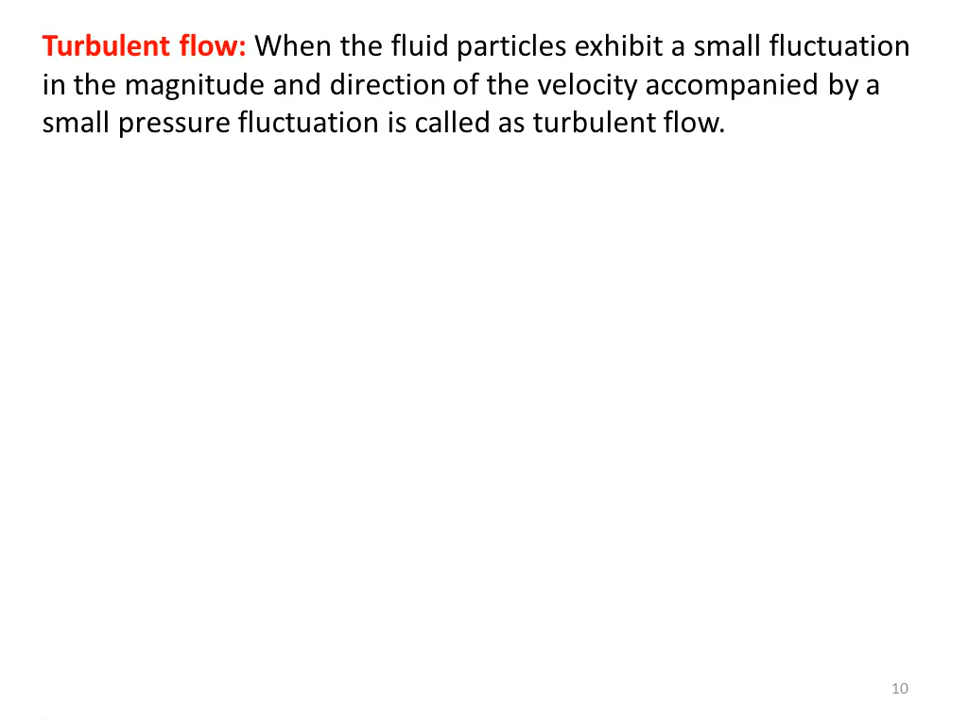 Turbulent flow: When the fluid particles exhibit a small fluctuation
in the magnitude and direction of the velocity accompanied by a
small pressure fluctuation is called as turbulent flow.
10